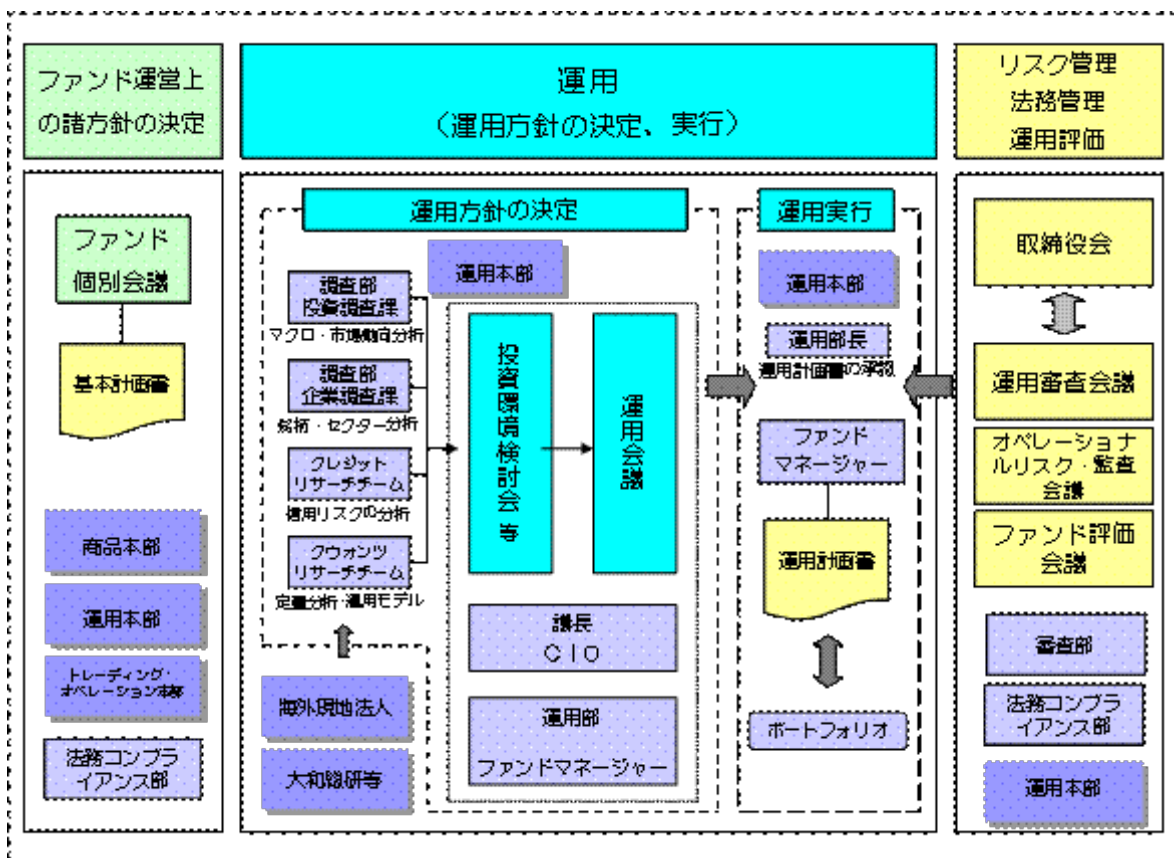 ファンド運営上
の諸方針の決定
運用
（運用方針の決定、実行）
リスク管理
法務管理
運用評価
ファンド
個別会議
基本計画書
商品本部
運用本部
トレーディング・
オペレーション本部
法務コンプラ
イアンス部
運用方針の決定
運用本部
調査部
投資調査課
マクロ・市場動向分析
調査部
企業調査課
銘柄・セクター分析
クレジット
リサーチチーム
信用リスクの分析
クウォンツ
リサーチチーム
定量分析・運用モデル
海外現地法人
大和総研等
投資環境検討会 等
運用会議
議長
ＣＩＯ
運用部
ファンドマネージャー
運用実行
運用本部
運用部長
運用計画書の承認
ファンド
マネージャー
運用計画書
ポートフォリオ
取締役会
運用審査会議
オペレーショナ
ルリスク・監査
会議
ファンド評価
会議
審査部
法務コンプラ
イアンス部
運用本部